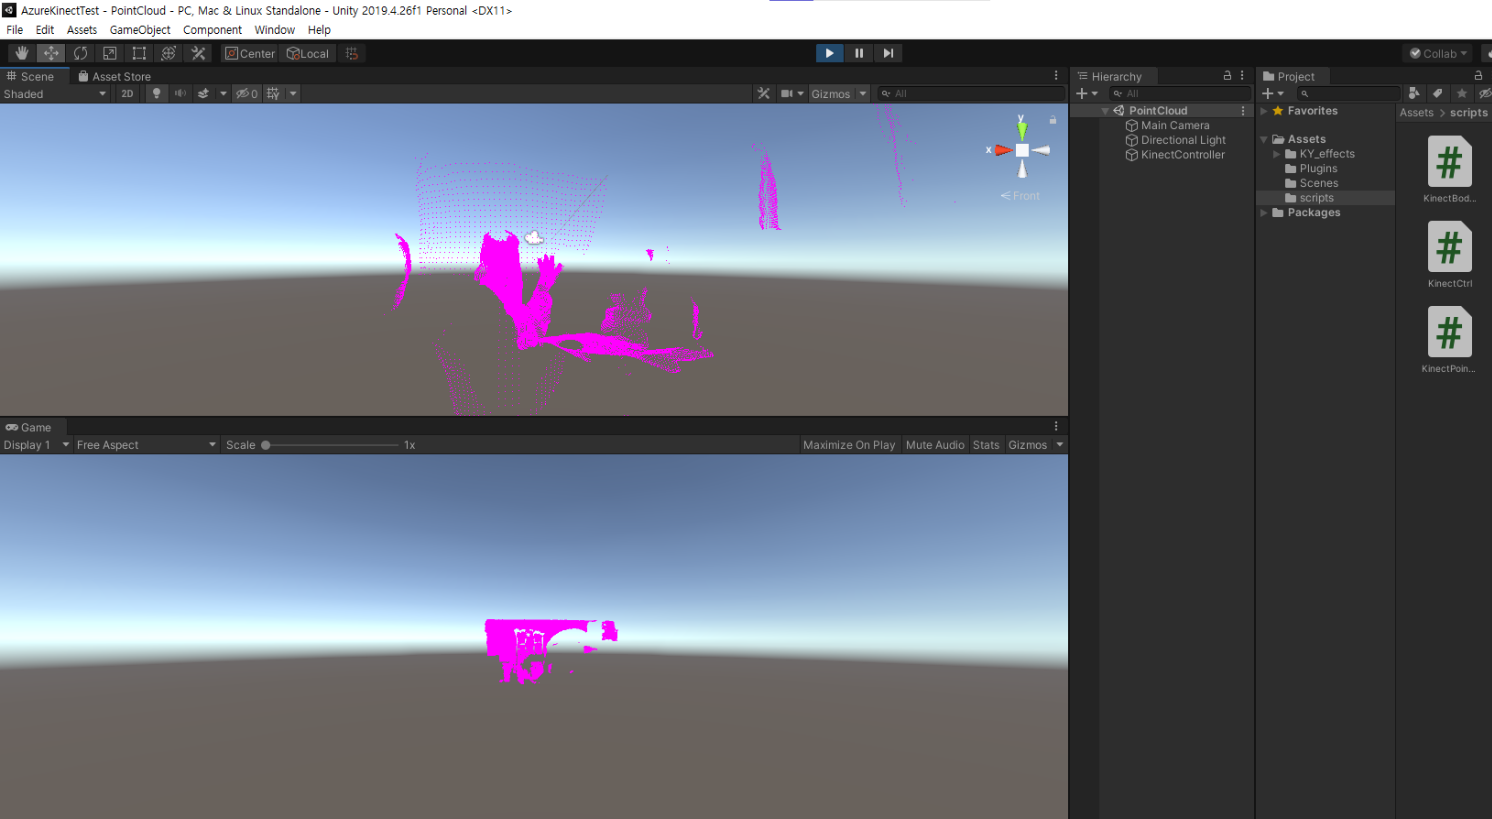 AzureKinectTest - PointCloud - PC, Mac & Linux Standalone - Unity 2019.4.26f1 Personal <DX11>
File Edit Assets GameObject Component Window Help
Center Local Collab
Scene Asset Store
Shaded 2D 0 Gizmos All
y
x
Front
Game
Display 1 Free Aspect Scale 1x Maximize On Play Mute Audio Stats Gizmos
Hierarchy
All
PointCloud
Main Camera
Directional Light
KinectController
Project
Favorites
Assets
KY_effects
Plugins
Scenes
scripts
Packages
Assets > scripts
#
KinectBod...
#
KinectCtrl
#
KinectPoin...